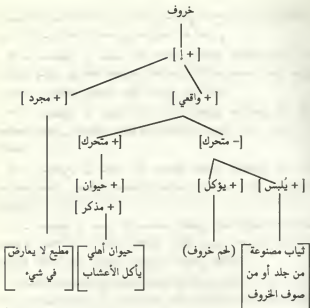 خروف
[ + إ ]
[ + مجرد ] [ + واقعي ]
[ + متحرك] [ – متحرك]
[ + حيوان ] [ + يؤكل ] [ + يُلبس ]
[ + مذكر ]
مطيع لا يعارض حيوان أهلي (لحم خروف) ثياب مصنوعة
في شيء يأكل الأعشاب من جلد أو من
صوف الخروف